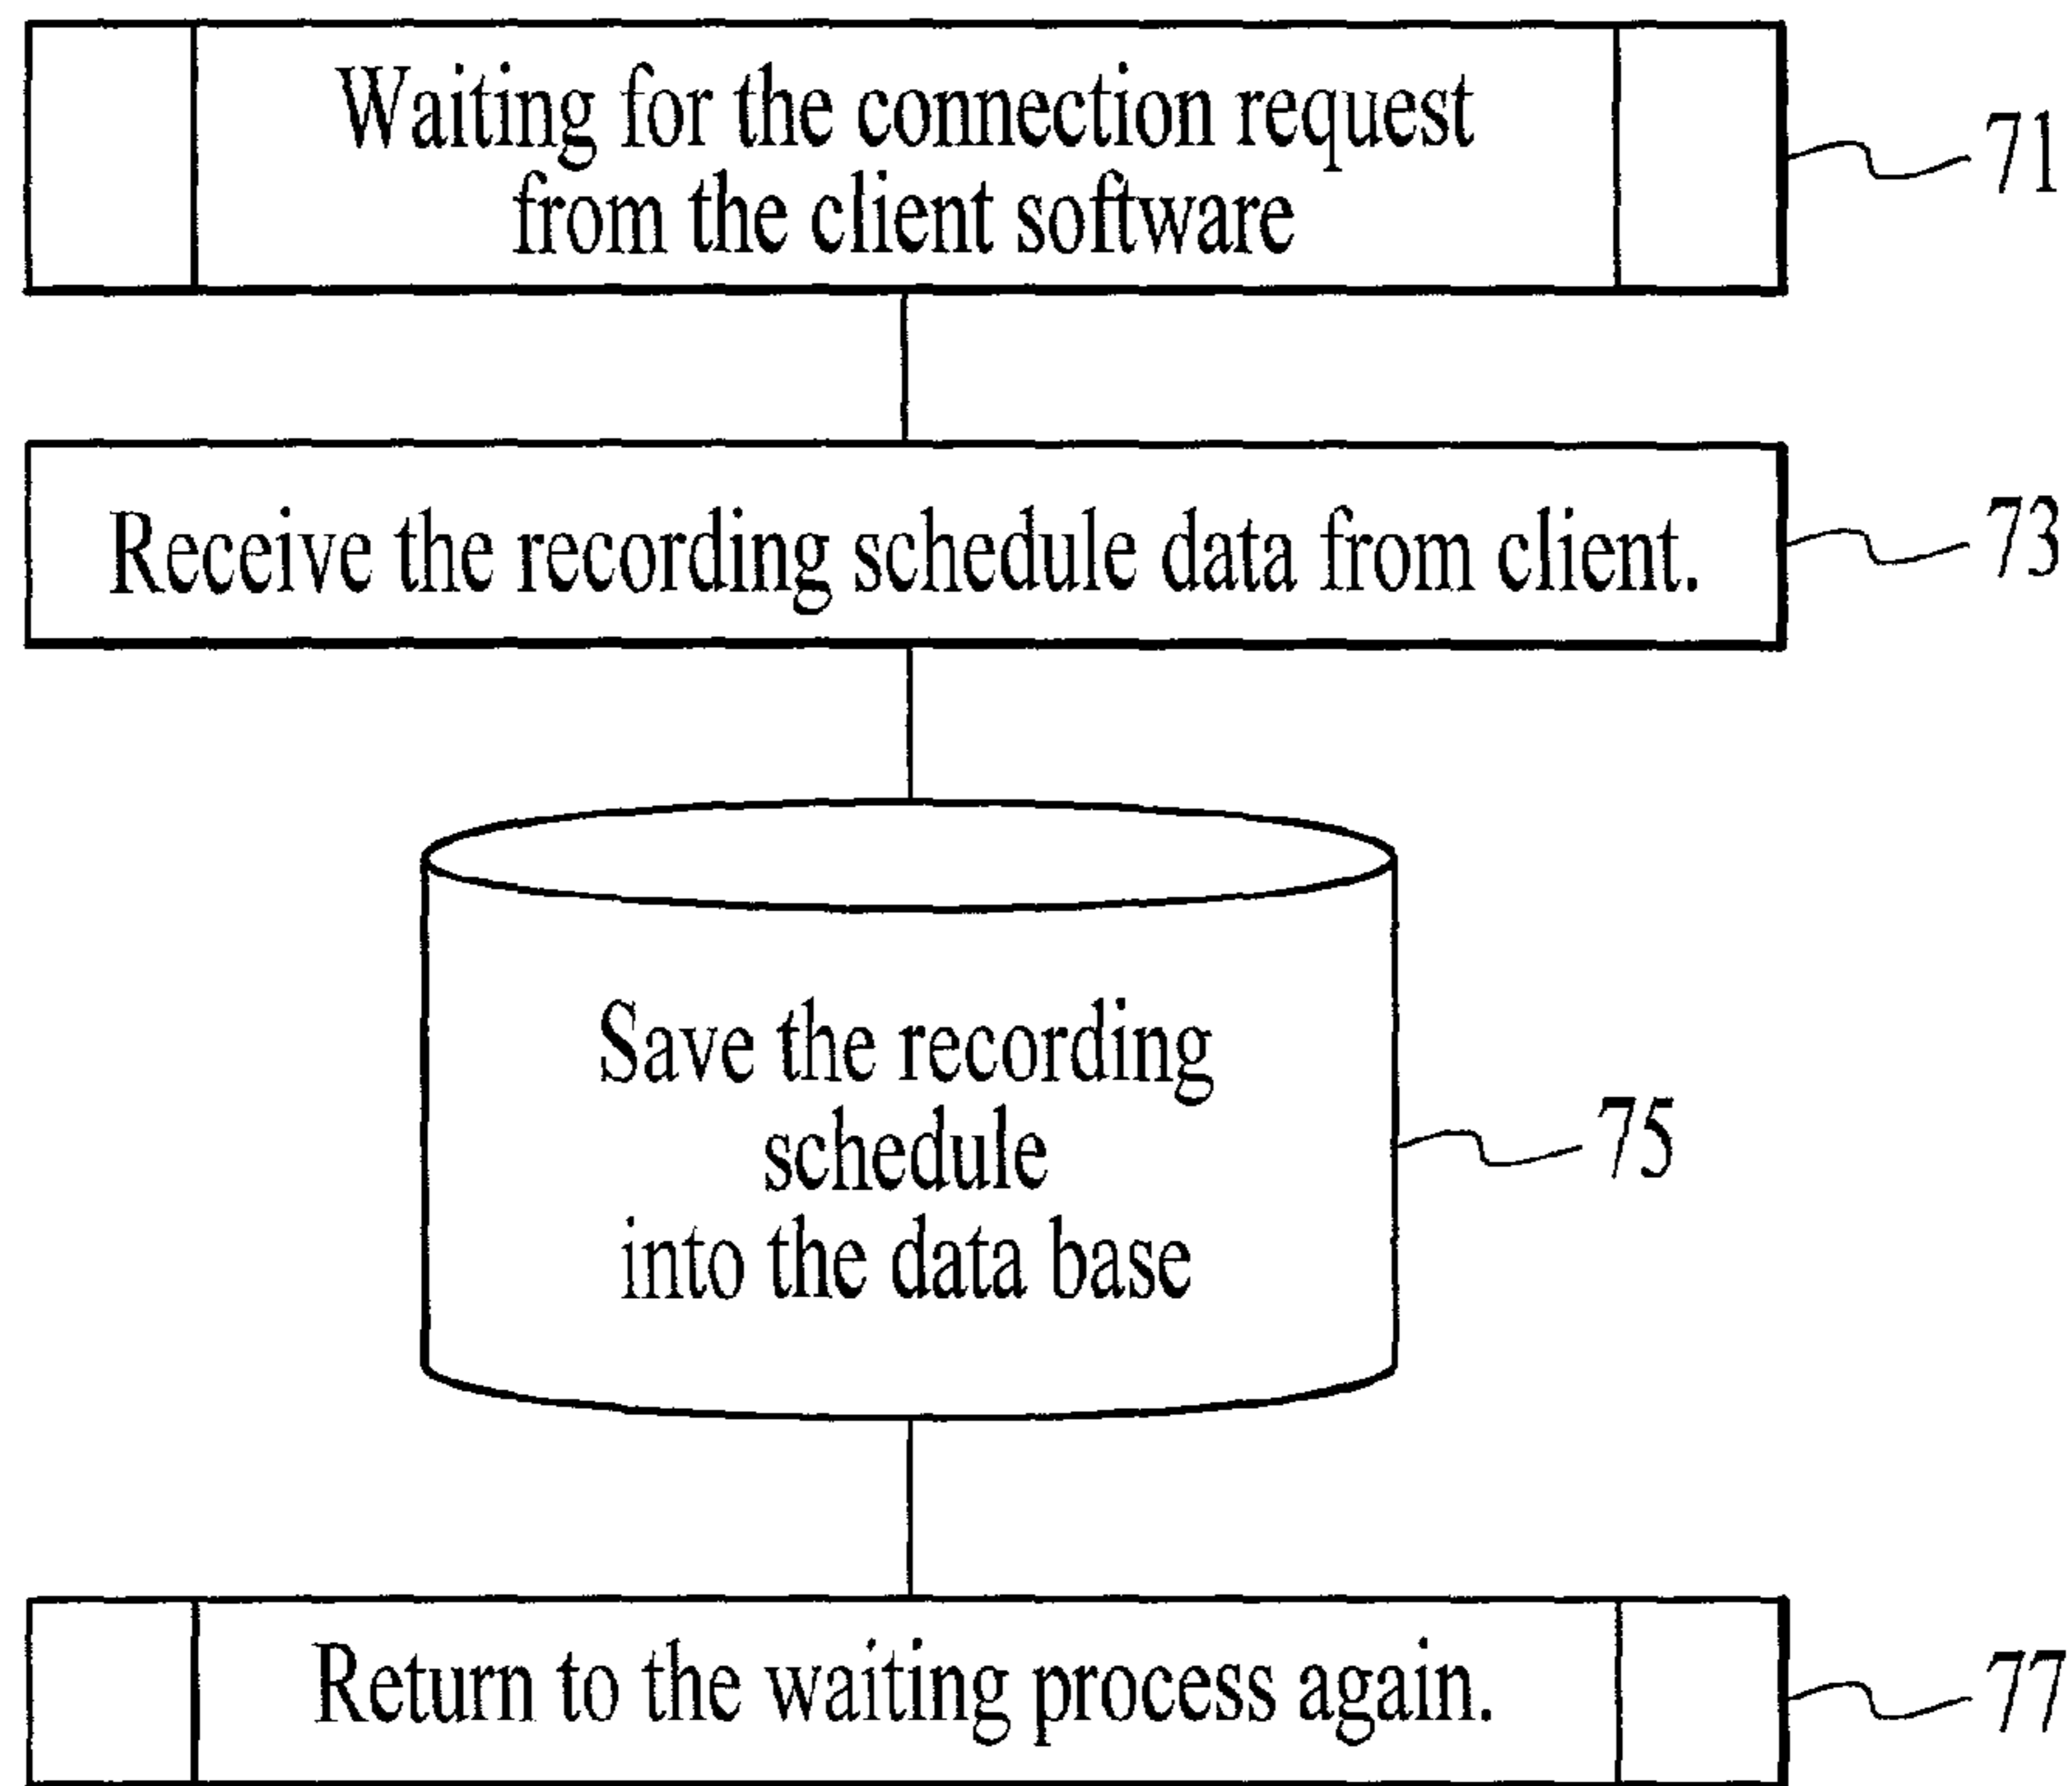 Waiting for the connection request
from the client software
71
Receive the recording schedule data from client.
73
Save the recording
schedule
into the data base
75
Return to the waiting process again.
77